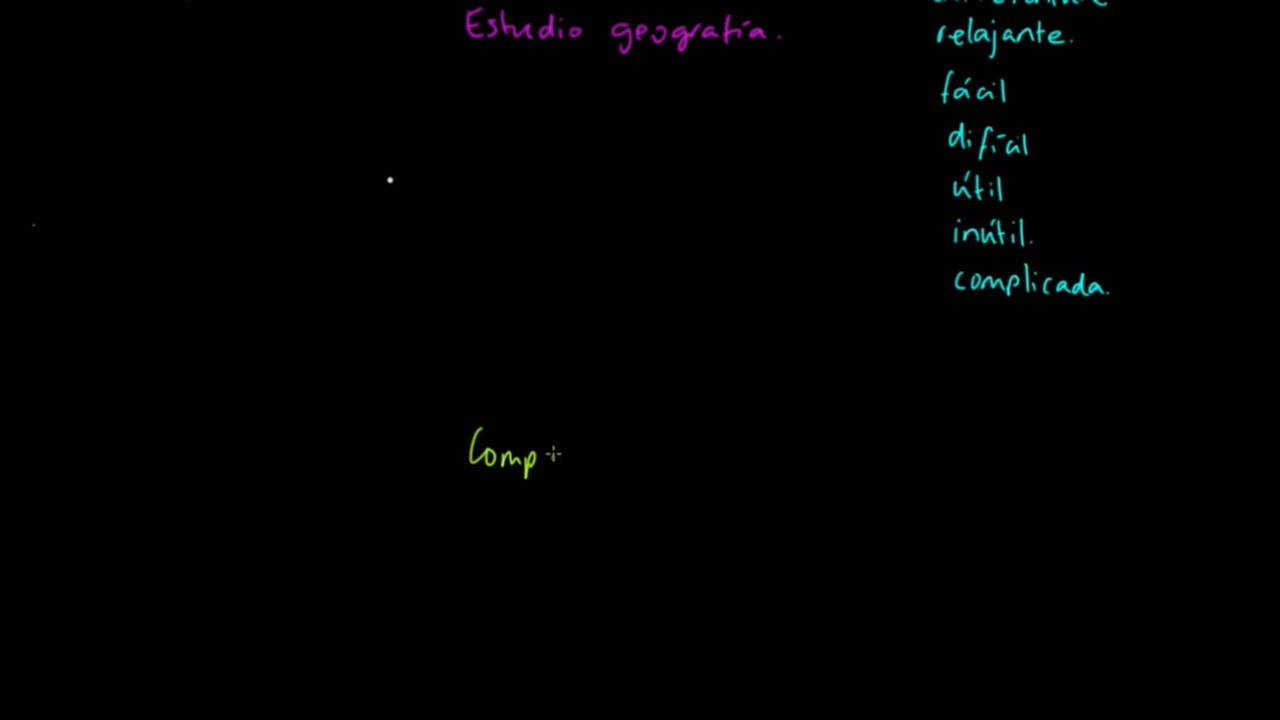 Estudio geografía.
relajante.
fácil
difícil
útil
inútil.
complicada.
Comp